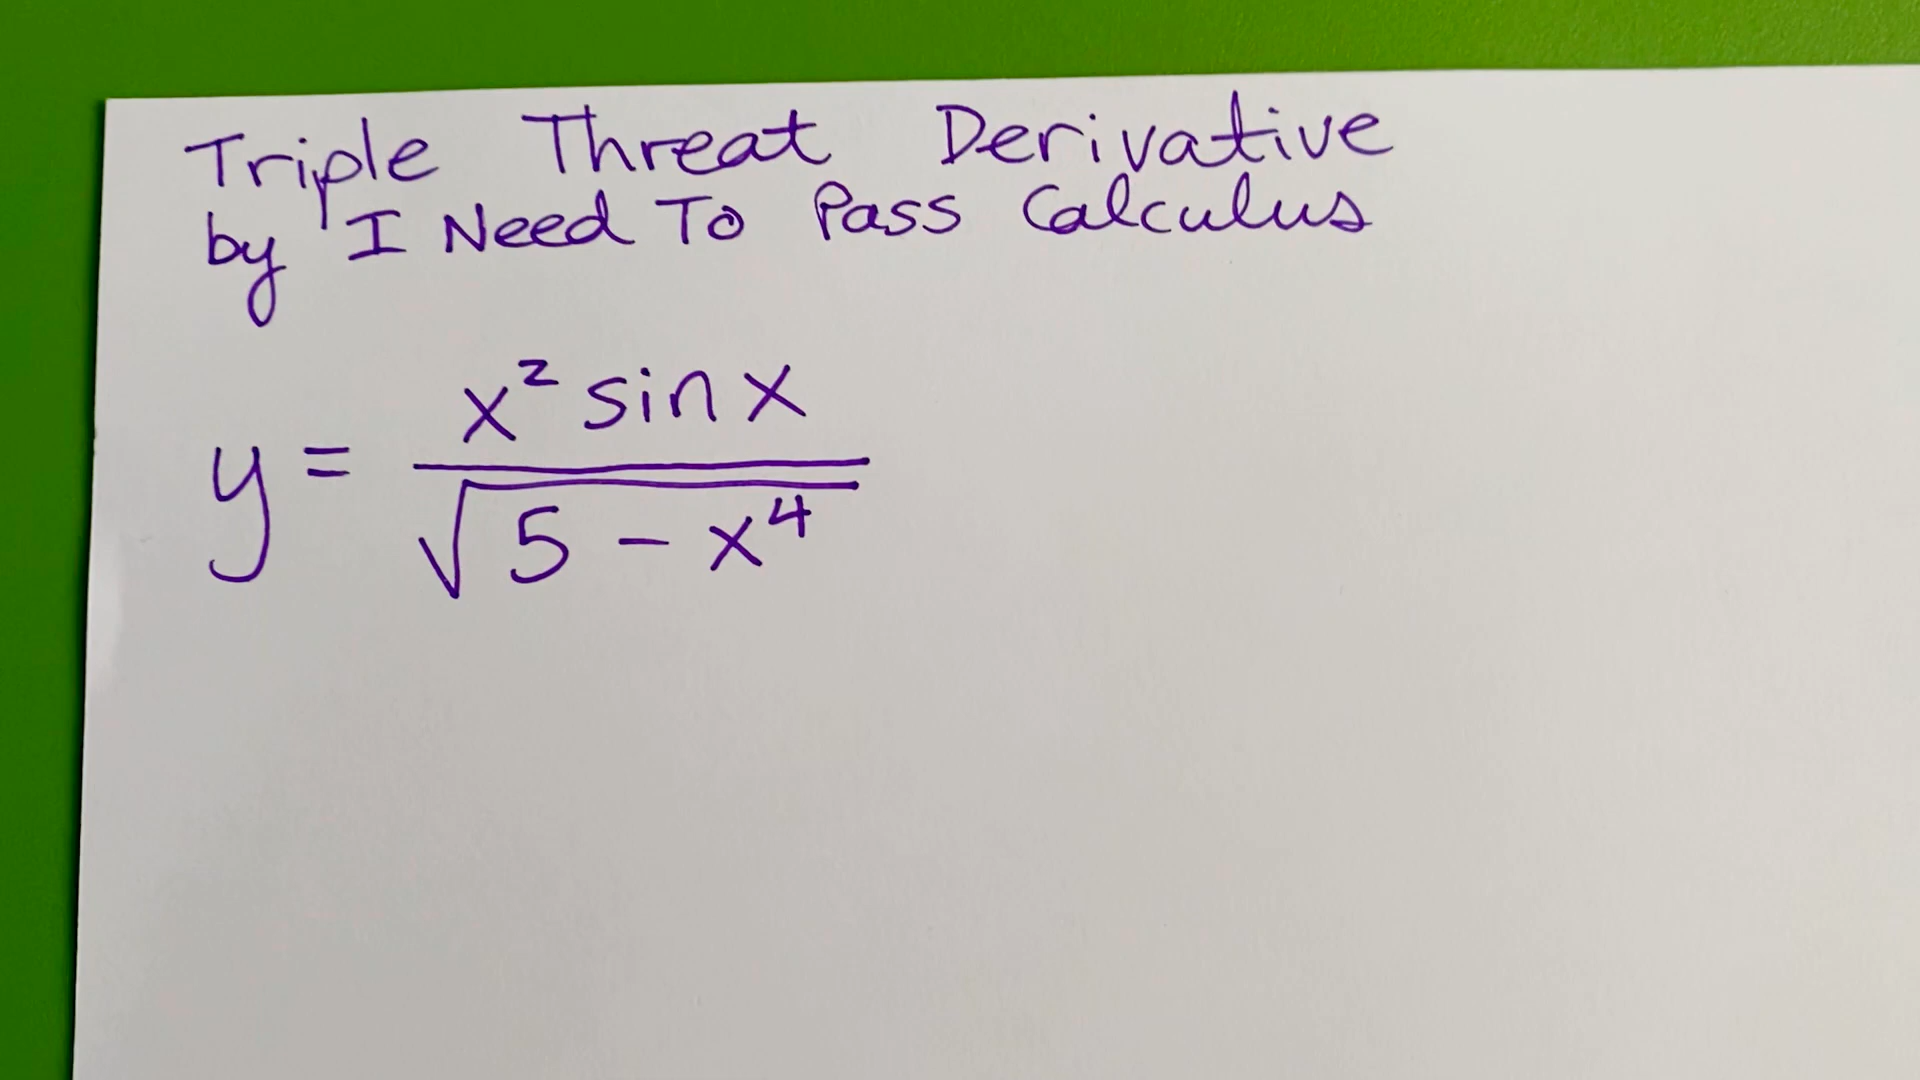 Triple Threat Derivative
by I Need To Pass Calculus
y = x² sin x / √(5 - x⁴)